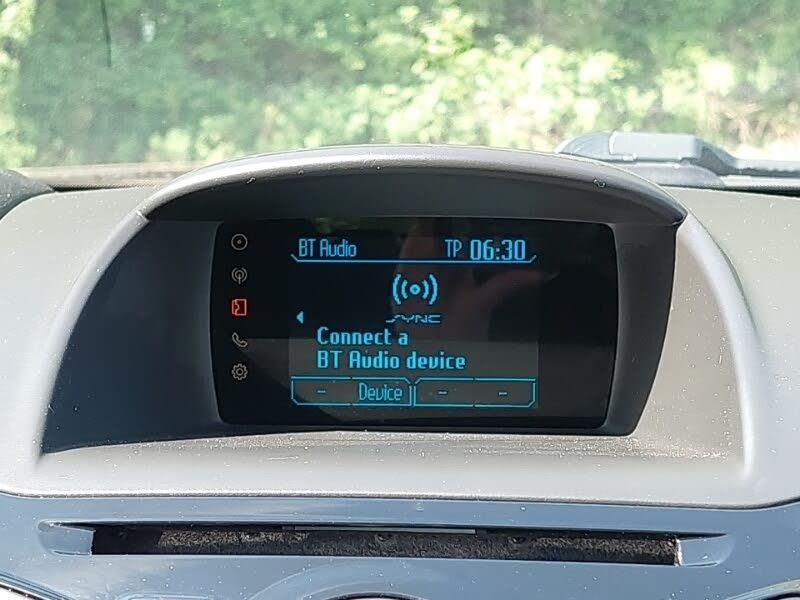 BT Audio TP 06:30
SYNC
Connect a
BT Audio device
- Device - -